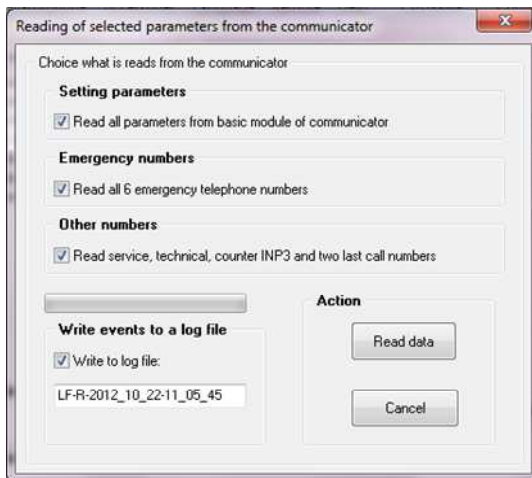 Reading of selected parameters from the communicator
Choice what is reads from the communicator
Setting parameters
Read all parameters from basic module of communicator
Emergency numbers
Read all 6 emergency telephone numbers
Other numbers
Read service, technical, counter INP3 and two last call numbers
Write events to a log file
Write to log file:
LF-R-2012_10_22-11_05_45
Action
Read data
Cancel